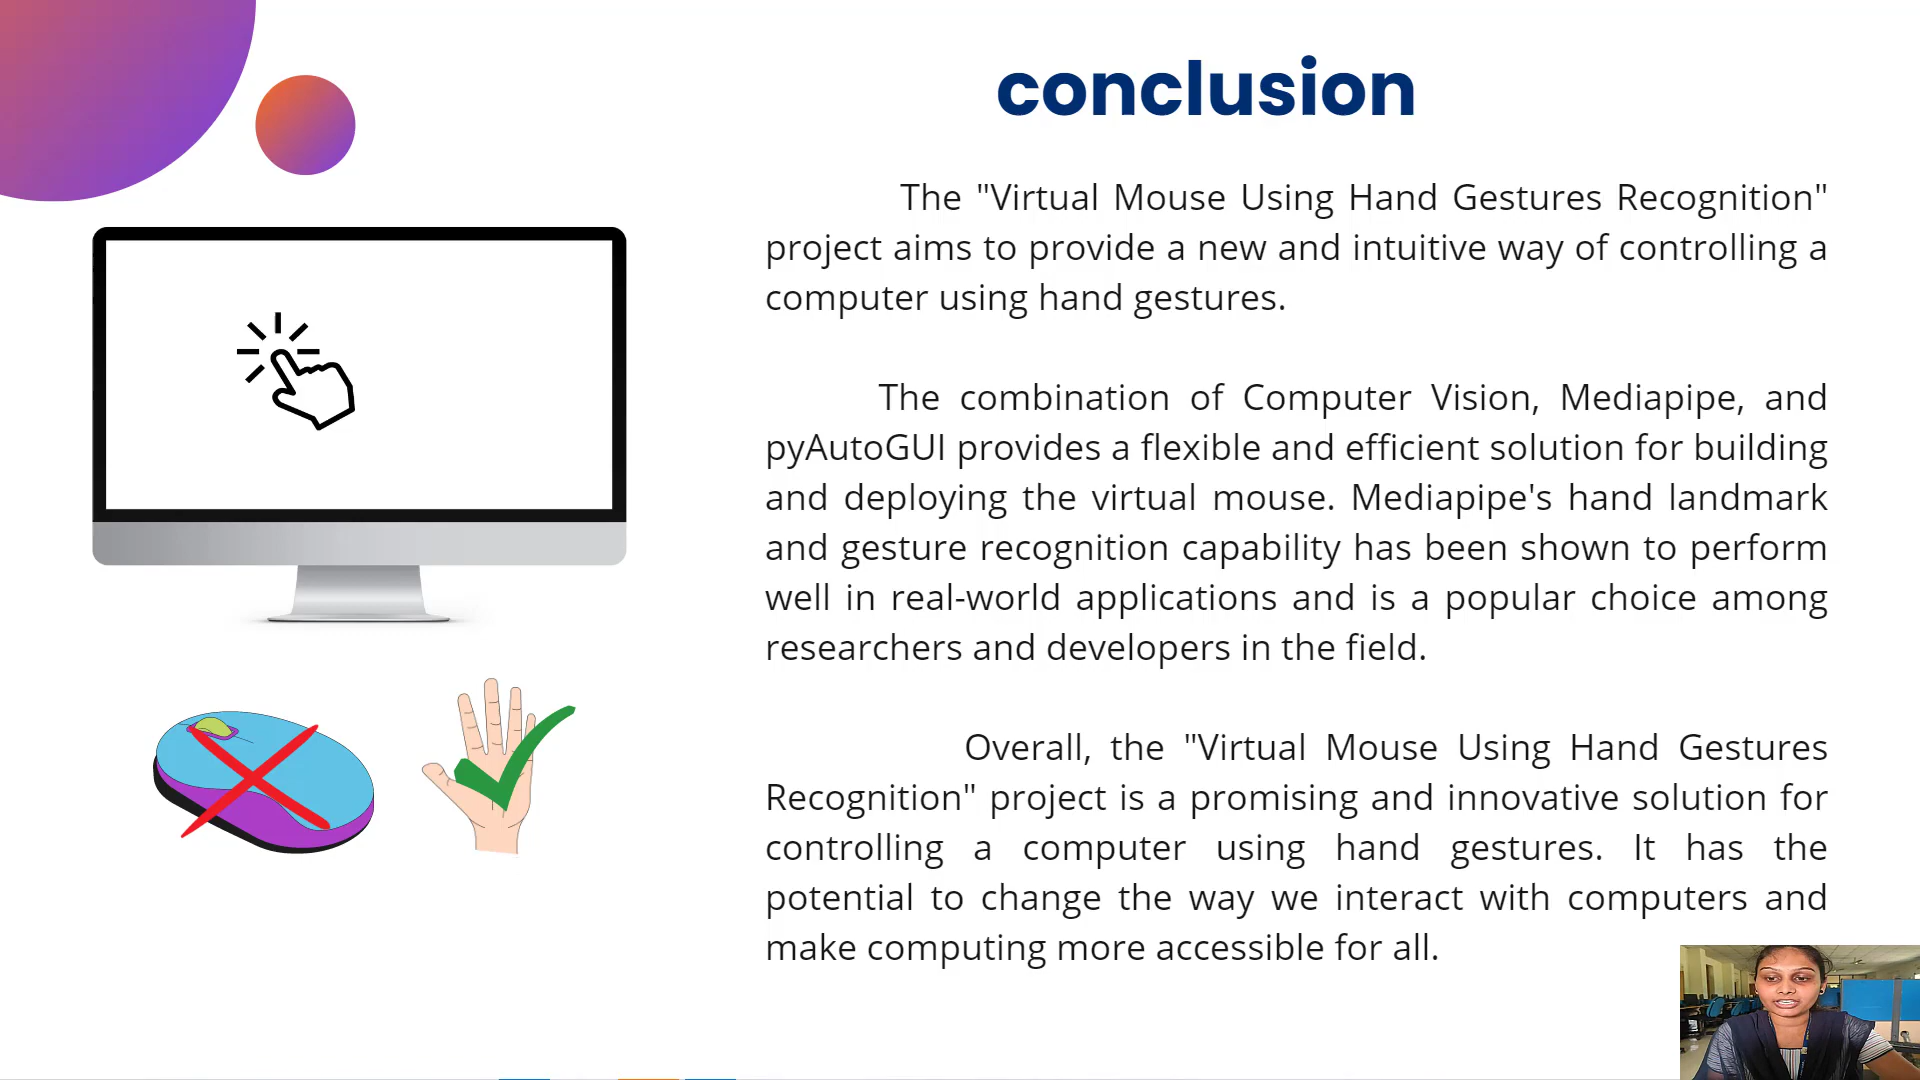 conclusion
The "Virtual Mouse Using Hand Gestures Recognition"
project aims to provide a new and intuitive way of controlling a
computer using hand gestures.
The combination of Computer Vision, Mediapipe, and
pyAutoGUI provides a flexible and efficient solution for building
and deploying the virtual mouse. Mediapipe's hand landmark
and gesture recognition capability has been shown to perform
well in real-world applications and is a popular choice among
researchers and developers in the field.
Overall, the "Virtual Mouse Using Hand Gestures
Recognition" project is a promising and innovative solution for
controlling a computer using hand gestures. It has the
potential to change the way we interact with computers and
make computing more accessible for all.